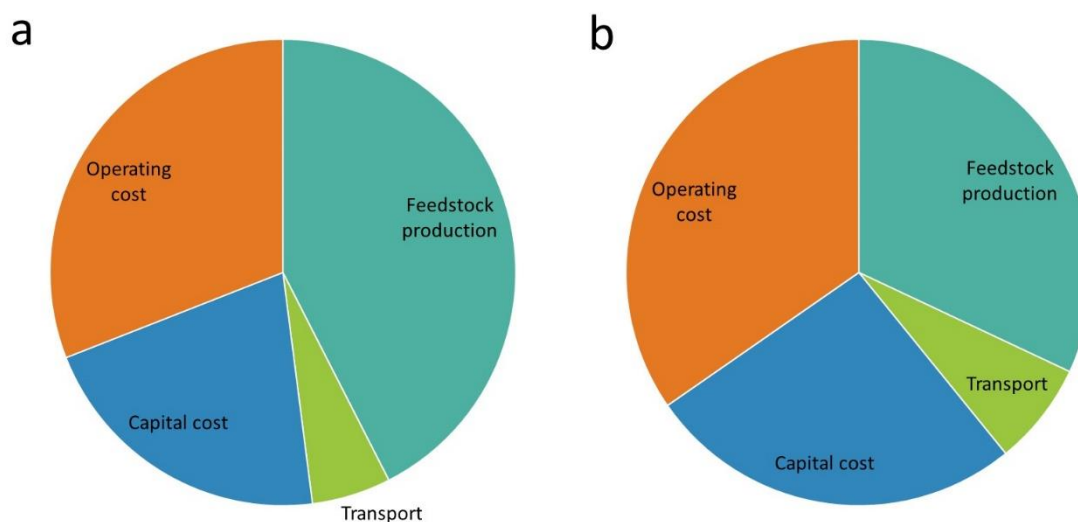 a
Operating
cost
Feedstock
production
Capital cost
Transport
b
Operating
cost
Feedstock
production
Transport
Capital cost